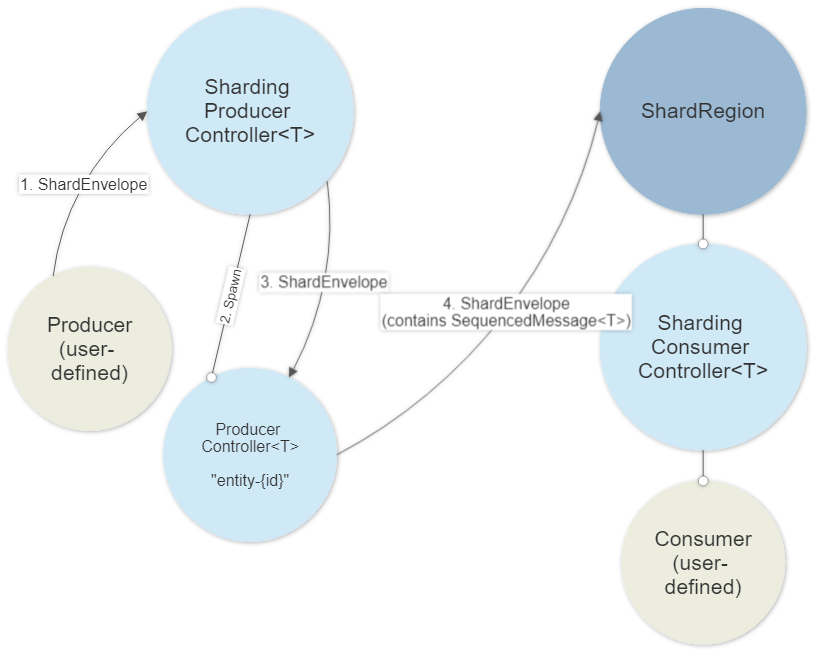 Sharding
Producer
Controller<T>
ShardRegion
1. ShardEnvelope
Producer
(user-
defined)
2. Spawn
3. ShardEnvelope
4. ShardEnvelope
(contains SequencedMessage<T>)
Sharding
Consumer
Controller<T>
Producer
Controller<T>
"entity-{id}"
Consumer
(user-
defined)